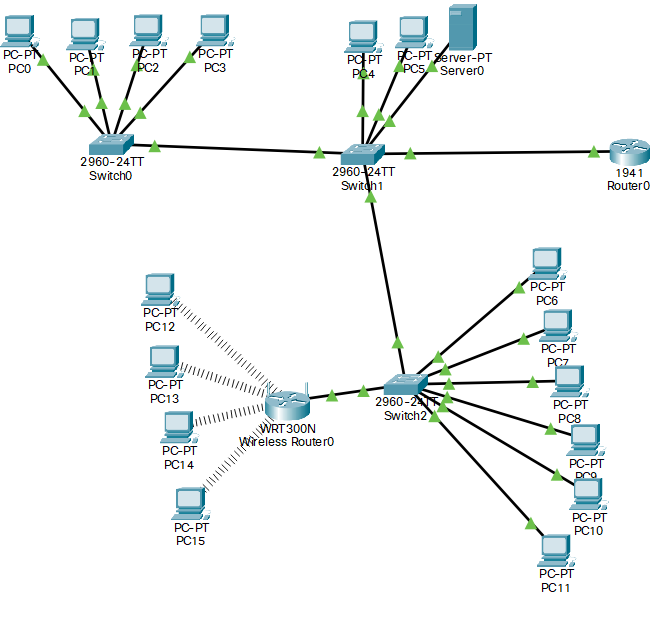 PC-PT
PC0
PC-PT
PC1
PC-PT
PC2
PC-PT
PC3
PC-PT
PC4
PC-PT
PC5
Server-PT
Server0
2960-24TT
Switch0
2960-24TT
Switch1
1941
Router0
PC-PT
PC6
PC-PT
PC7
PC-PT
PC8
PC-PT
PC9
PC-PT
PC10
PC-PT
PC11
PC-PT
PC12
PC-PT
PC13
PC-PT
PC14
PC-PT
PC15
WRT300N
Wireless Router0
2960-24TT
Switch2